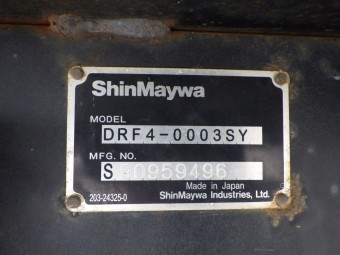 ShinMaywa
MODEL
DRF4-0003SY
MFG. NO.
S 0959496
Made in Japan
203-24325-0
ShinMaywa Industries, Ltd.